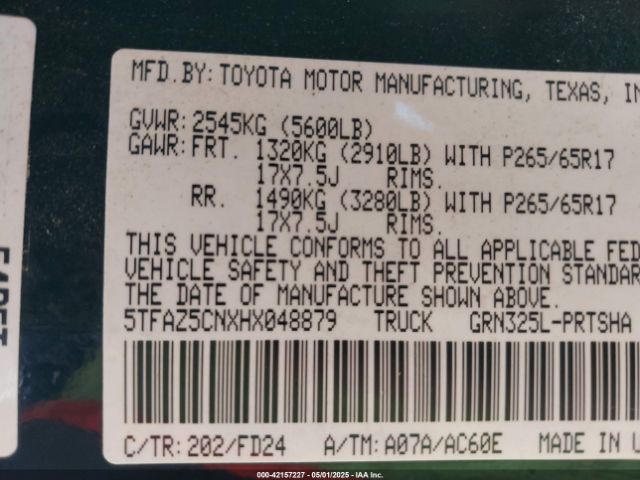 MFD.BY: TOYOTA MOTOR MANUFACTURING, TEXAS, IN
GVWR: 2545KG (5600LB)
GAWR: FRT. 1320KG (2910LB) WITH P265/65R17
17X7.5J RIMS.
RR. 1490KG (3280LB) WITH P265/65R17
17X7.5J RIMS.
THIS VEHICLE CONFORMS TO ALL APPLICABLE FED
VEHICLE SAFETY AND THEFT PREVENTION STANDAR
THE DATE OF MANUFACTURE SHOWN ABOVE.
5TFAZ5CNXHX048879 TRUCK GRN325L-PRTSHA
C/TR: 202/FD24 A/TM: A07A/AC60E MADE IN U
000-42157227 - 05/01/2025 - IAA Inc.